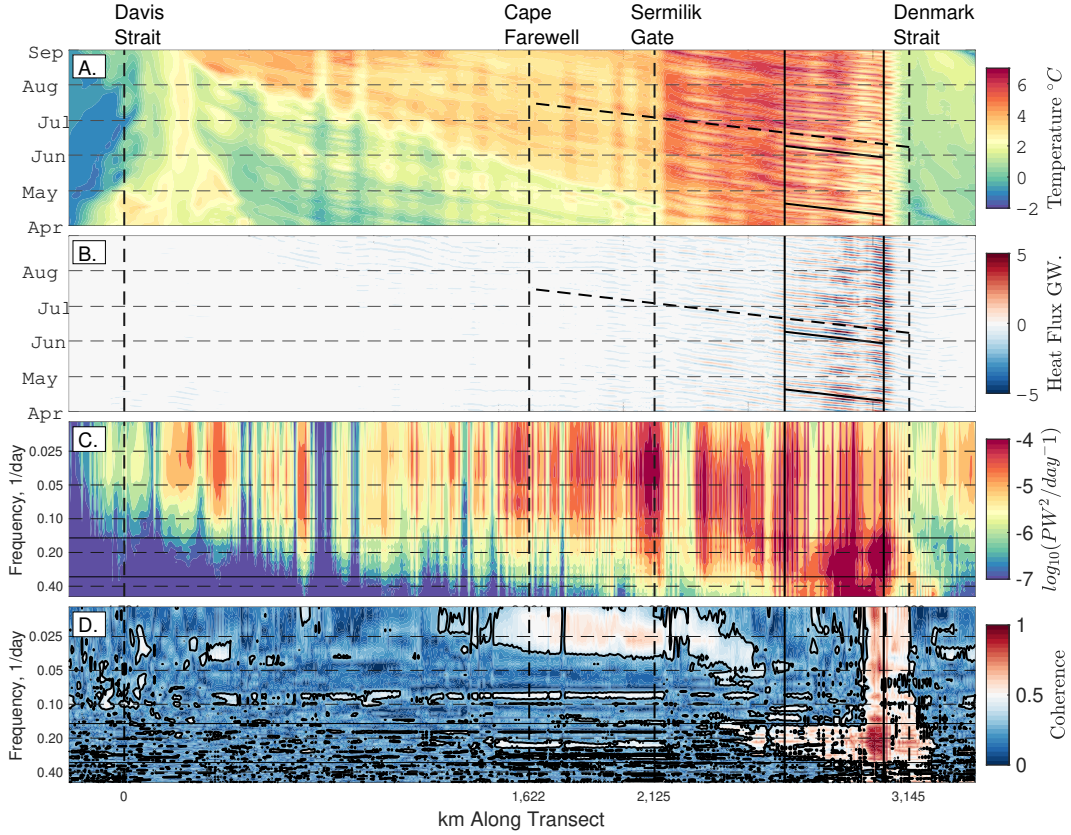 Davis
Strait
Cape
Farewell
Sermilik
Gate
Denmark
Strait
A.
Sep
Aug
Jul
Jun
May
Apr
6
4
2
0
−2
Temperature °C
B.
Aug
Jul
Jun
May
Apr
5
0
−5
Heat Flux GW.
C.
0.025
0.05
0.10
0.20
0.40
Frequency, 1/day
-4
-5
-6
-7
log10(PW²/day⁻¹)
D.
0.025
0.05
0.10
0.20
0.40
Frequency, 1/day
1
0.5
0
Coherence
0
1,622
2,125
3,145
km Along Transect